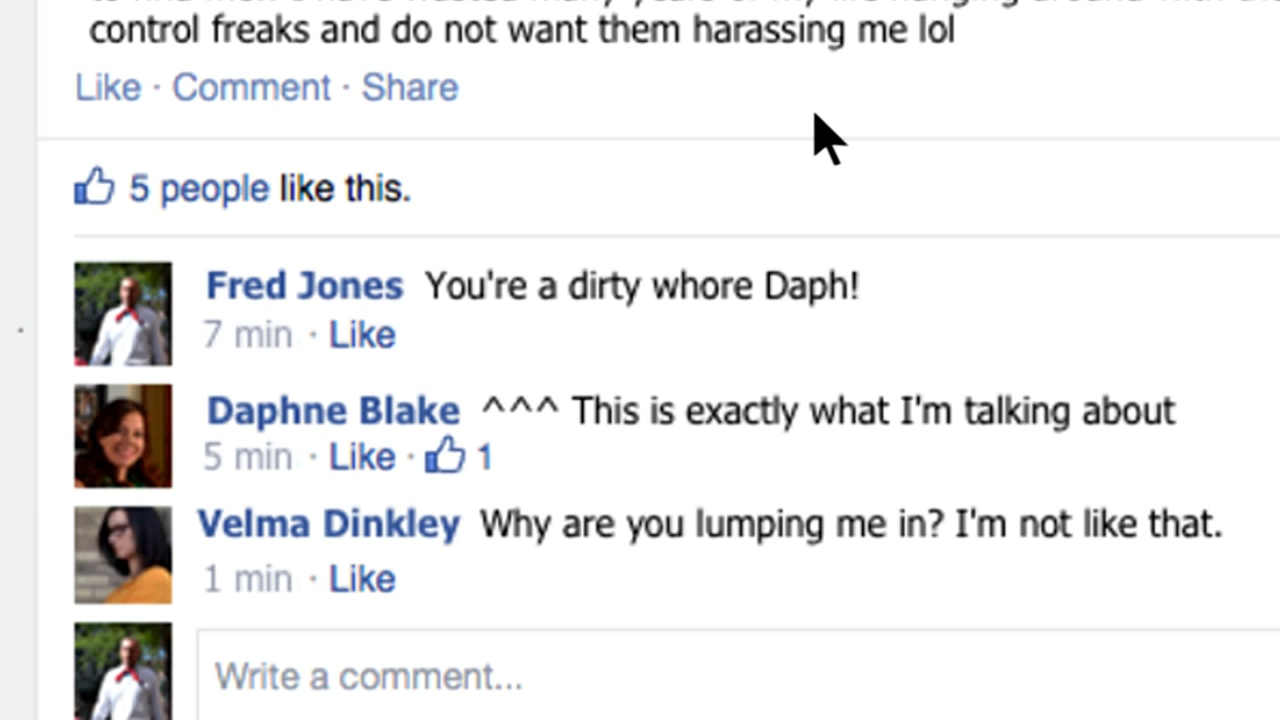 control freaks and do not want them harassing me lol
Like · Comment · Share
5 people like this.
Fred Jones You're a dirty whore Daph!
7 min · Like
Daphne Blake ^^^ This is exactly what I'm talking about
5 min · Like · 1
Velma Dinkley Why are you lumping me in? I'm not like that.
1 min · Like
Write a comment...